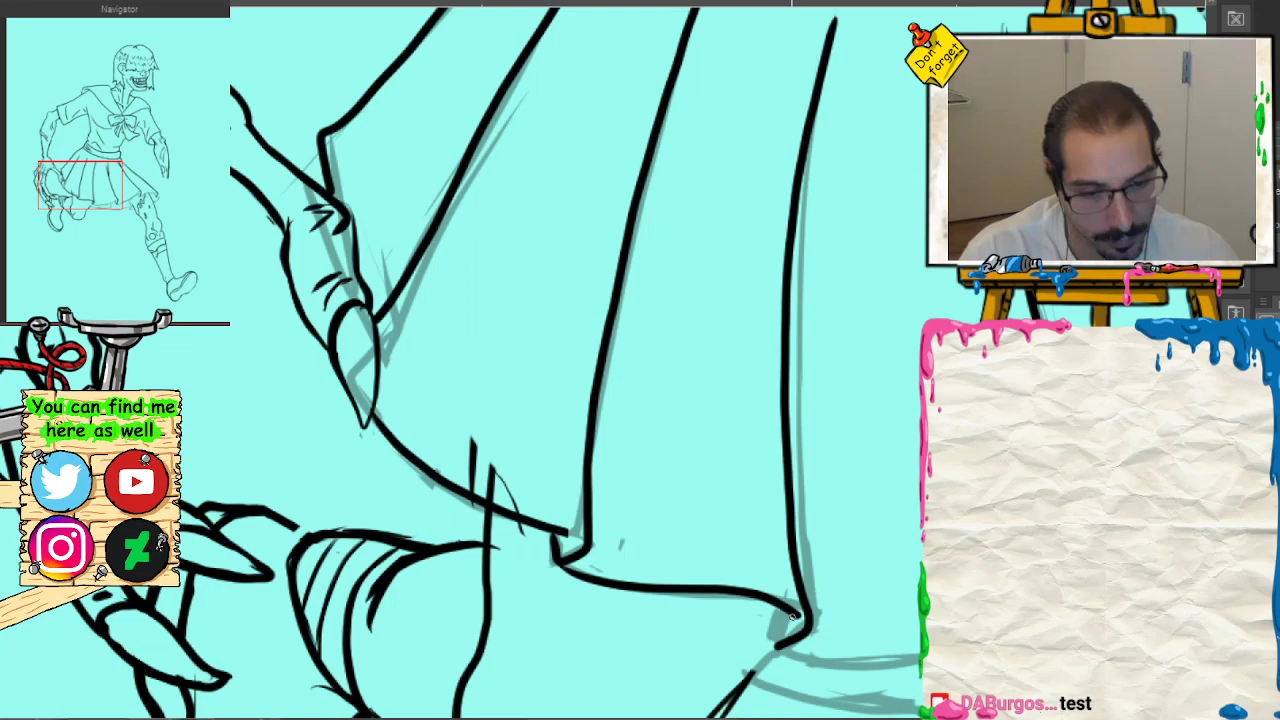 Navigator
Don't
forget
You can find me
here as well
DABurgos... test